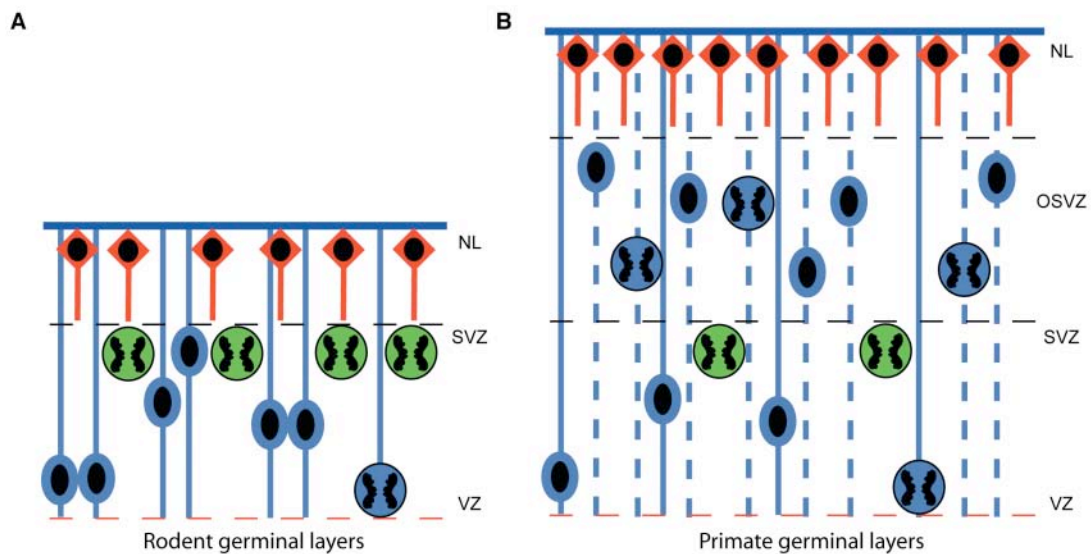 A
NL
SVZ
VZ
Rodent germinal layers
B
NL
OSVZ
SVZ
VZ
Primate germinal layers